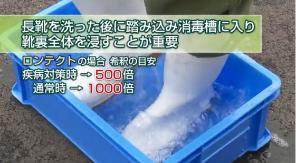 長靴を洗った後に踏み込み消毒槽に入り
靴裏全体を浸すことが重要
ロンテクトの場合 希釈の目安
疾病対策時 → 500倍
通常時 → 1000倍